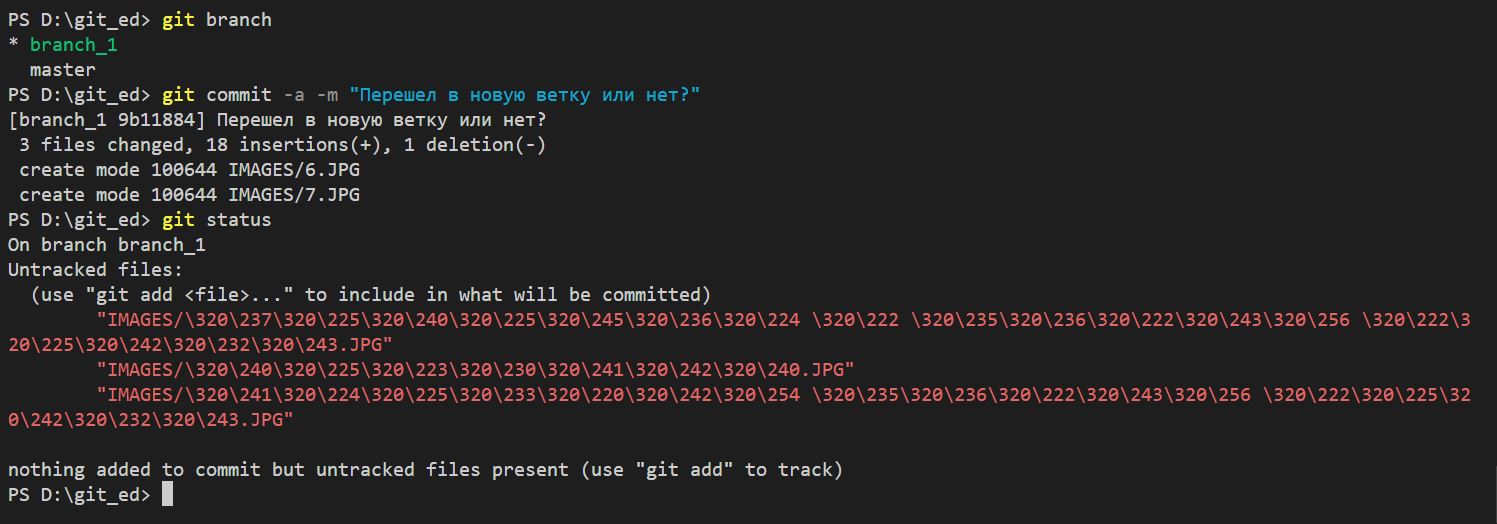 PS D:\git_ed> git branch
* branch_1
  master
PS D:\git_ed> git commit -a -m "Перешел в новую ветку или нет?"
[branch_1 9b11884] Перешел в новую ветку или нет?
 3 files changed, 18 insertions(+), 1 deletion(-)
 create mode 100644 IMAGES/6.JPG
 create mode 100644 IMAGES/7.JPG
PS D:\git_ed> git status
On branch branch_1
Untracked files:
  (use "git add <file>..." to include in what will be committed)
        "IMAGES/\320\237\320\225\320\240\320\225\320\245\320\236\320\224 \320\222 \320\235\320\236\320\222\320\243\320\256 \320\222\3
20\225\320\242\320\232\320\243.JPG"
        "IMAGES/\320\240\320\225\320\223\320\230\320\241\320\242\320\240.JPG"
        "IMAGES/\320\241\320\224\320\225\320\233\320\220\320\242\320\254 \320\235\320\236\320\222\320\243\320\256 \320\222\320\225\32
0\242\320\232\320\243.JPG"
nothing added to commit but untracked files present (use "git add" to track)
PS D:\git_ed>